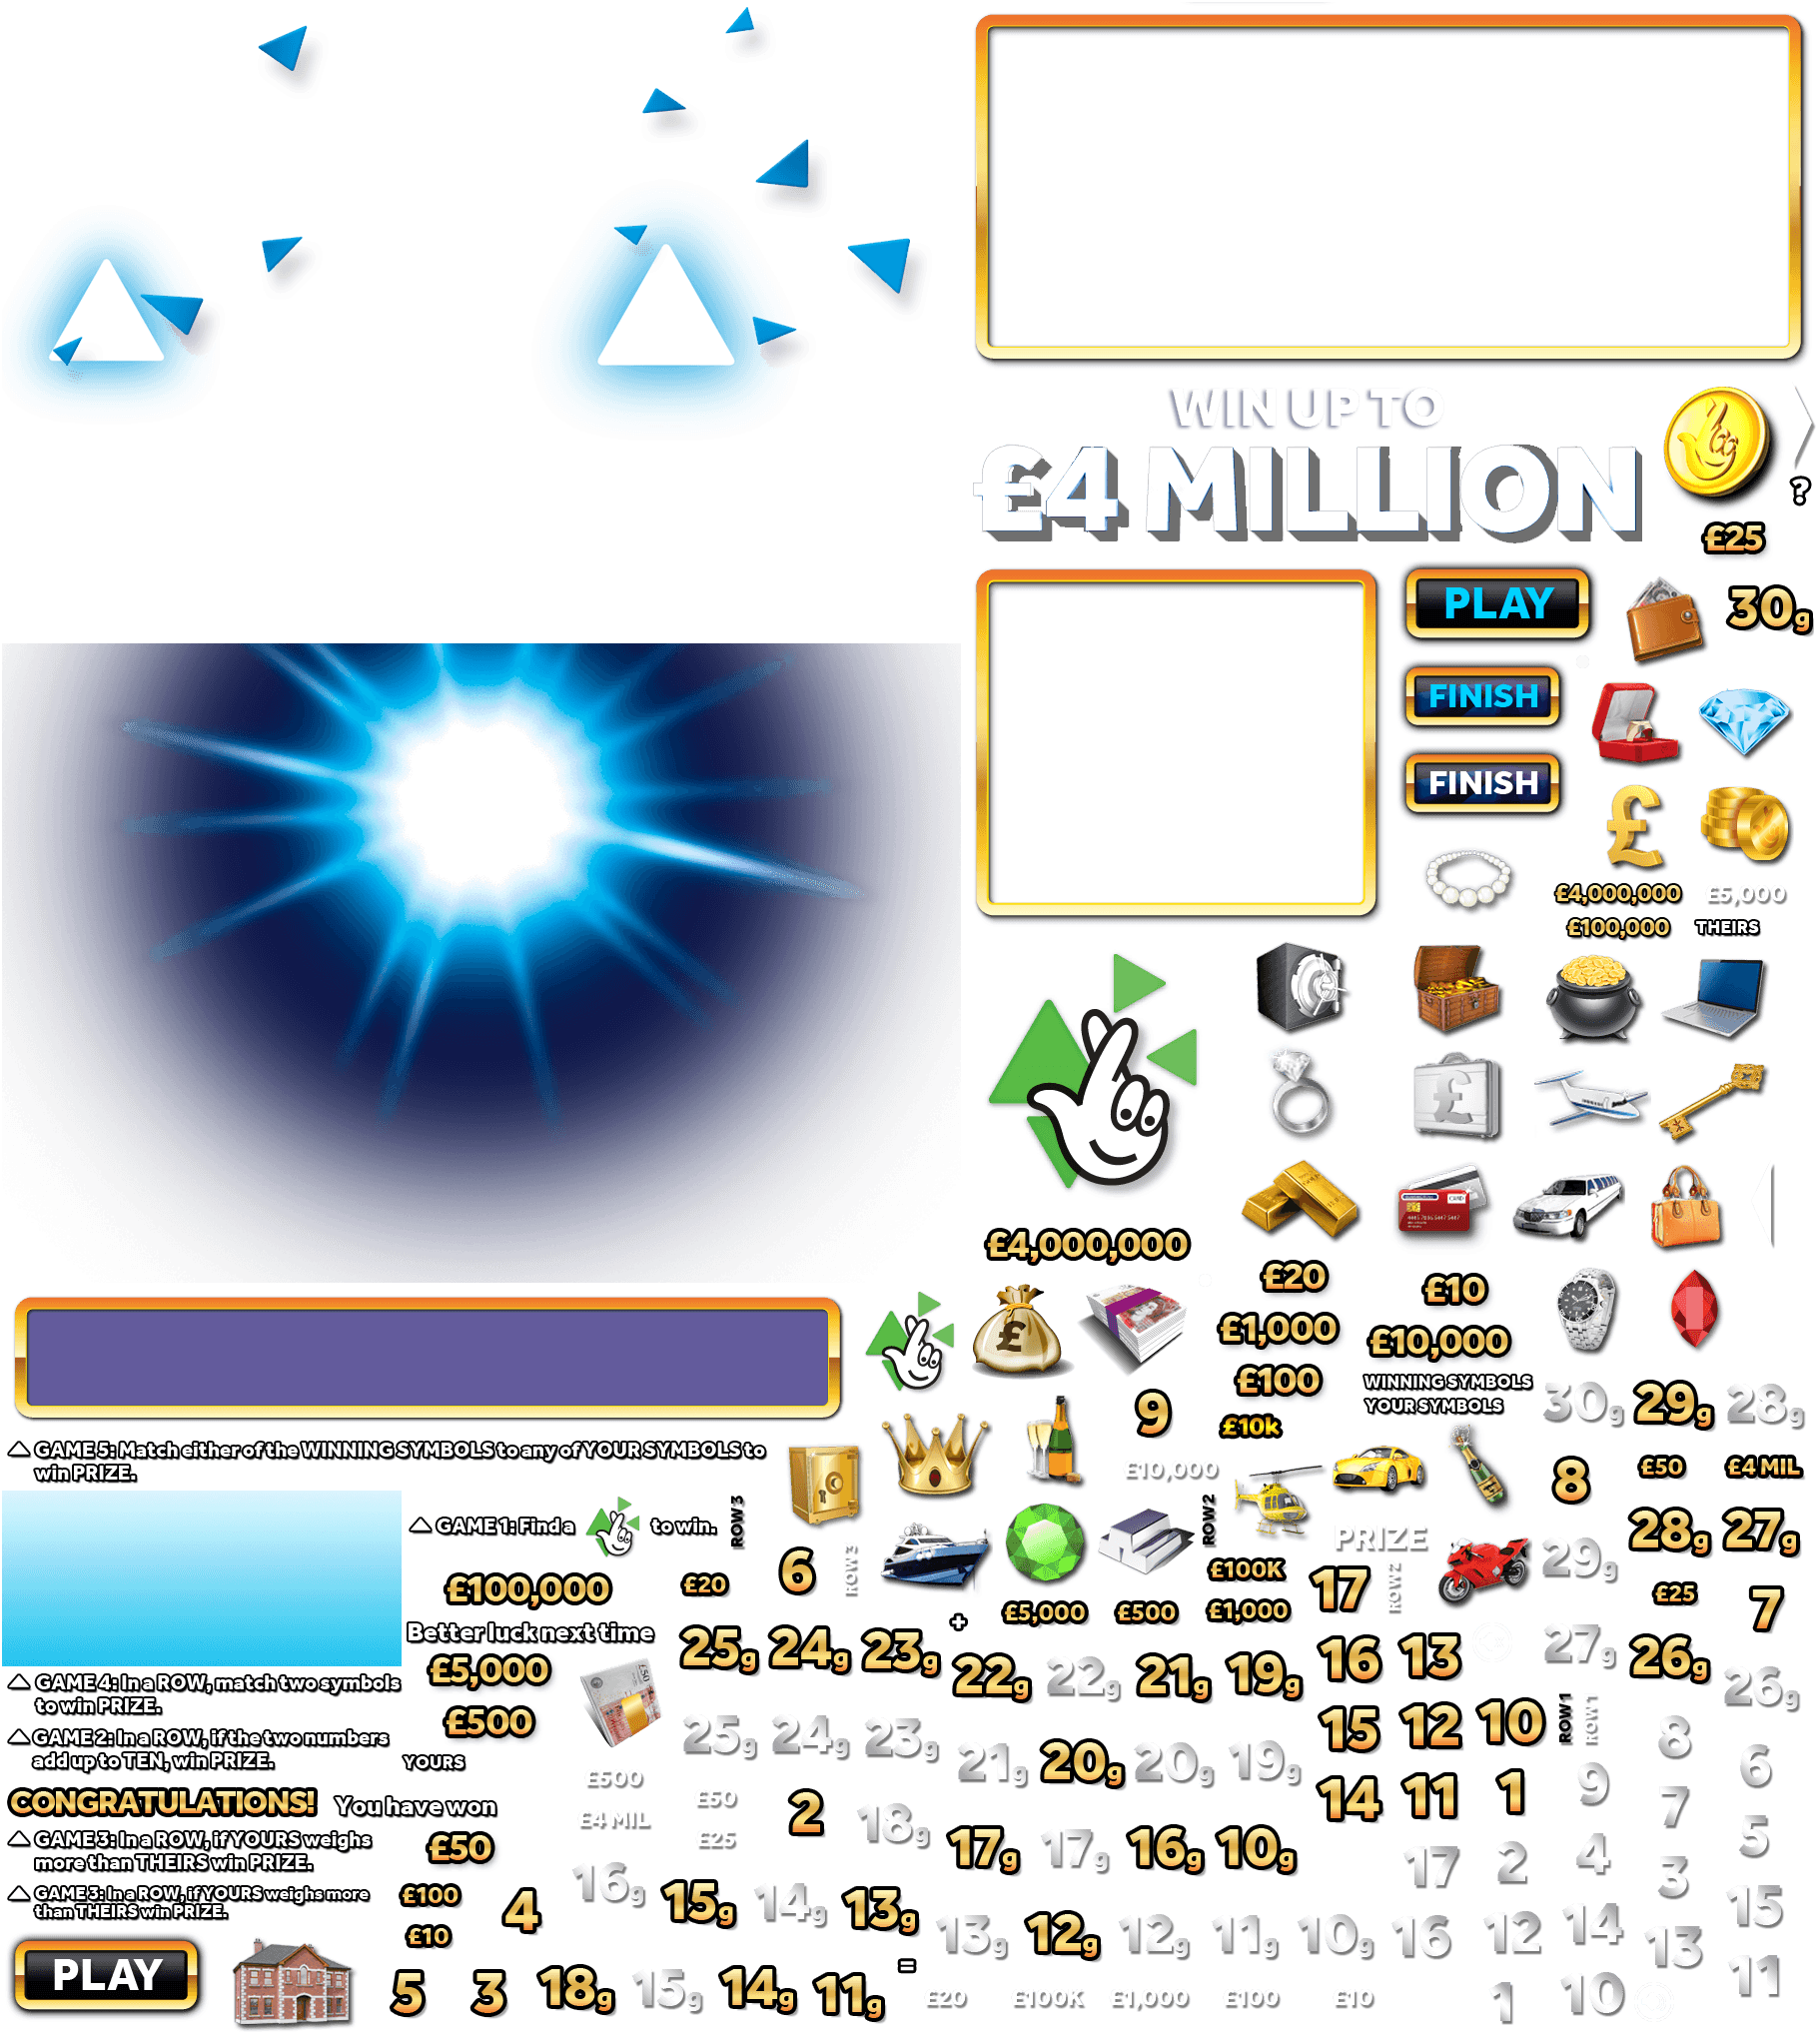 WIN UP TO
£4 MILLION
?
£25
PLAY
30g
FINISH
FINISH
£4,000,000
£5,000
£100,000
THEIRS
£4,000,000
£20
£10
£1,000
£10,000
£100
WINNING SYMBOLS
YOUR SYMBOLS
£10k
9
30g
29g
28g
GAME 5: Match either of the WINNING SYMBOLS to any of YOUR SYMBOLS to
win PRIZE.
£10,000
8
£50
£4 MIL
GAME 1: Find a to win.
ROW 3
ROW 2
PRIZE
28g
27g
£100,000
£20
6
ROW 3
£100K
17
ROW 2
29g
£25
7
£5,000
£500
£1,000
+
Better luck next time
25g
24g
23g
22g
22g
21g
19g
16
13
27g
26g
£5,000
26g
GAME 4: In a ROW, match two symbols
to win PRIZE.
£500
25g
24g
23g
21g
20g
20g
19g
15
12
10
ROW 1
ROW 1
8
6
GAME 2: In a ROW, if the two numbers
add up to TEN, win PRIZE.
YOURS
£500
£50
14
11
1
9
7
CONGRATULATIONS!
You have won
£4 MIL
£25
2
18g
17g
17g
16g
10g
17
2
4
5
3
GAME 3: In a ROW, if YOURS weighs
more than THEIRS win PRIZE.
£50
GAME 3: In a ROW, if YOURS weighs more
than THEIRS win PRIZE.
£100
£10
4
16g
15g
14g
13g
13g
12g
12g
11g
10g
16
12
14
13
15
11
PLAY
5
3
18g
15g
14g
11g
=
£20
£100K
£1,000
£100
£10
1
10